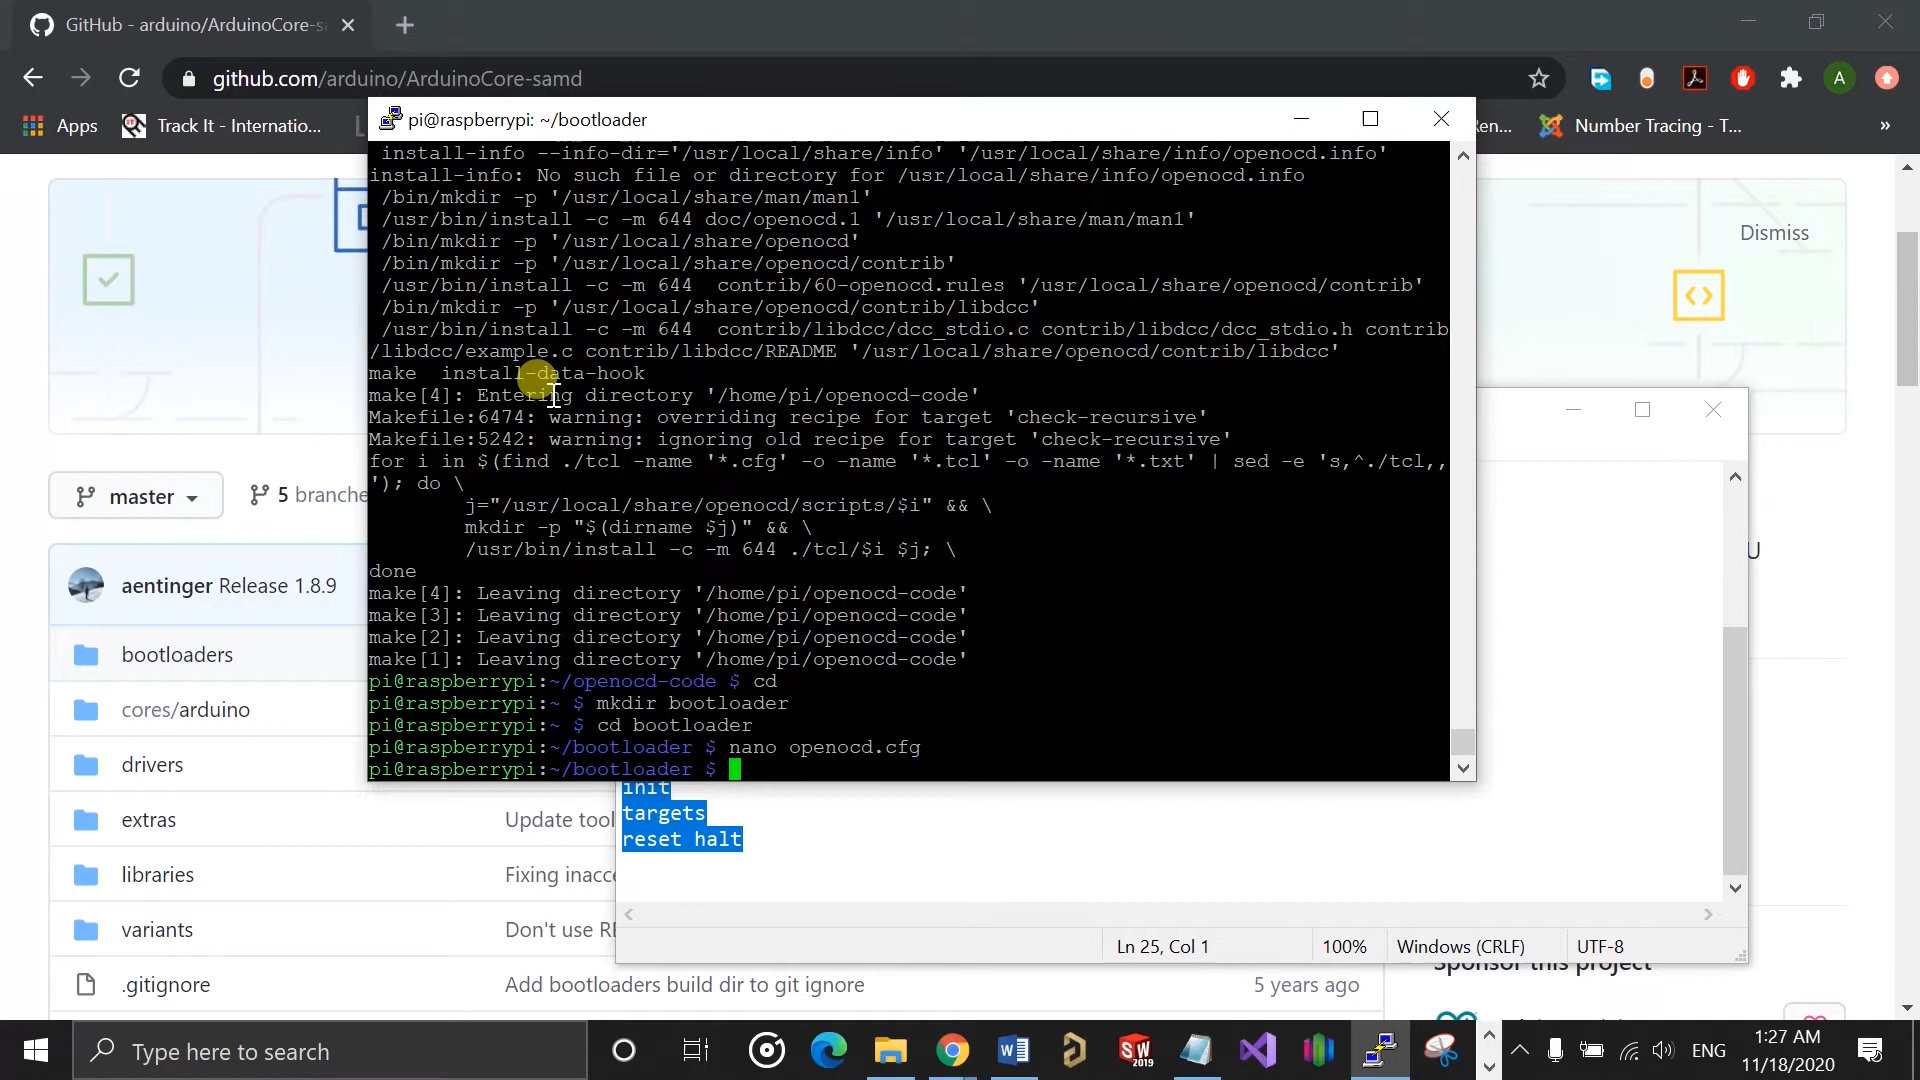 GitHub - arduino/ArduinoCore-s
github.com/arduino/ArduinoCore-samd
A
Apps
Track It - Internatio...
en...
Number Tracing - T...
»
pi@raspberrypi: ~/bootloader
install-info --info-dir='/usr/local/share/info' '/usr/local/share/info/openocd.info'
install-info: No such file or directory for /usr/local/share/info/openocd.info
/bin/mkdir -p '/usr/local/share/man/man1'
/usr/bin/install -c -m 644 doc/openocd.1 '/usr/local/share/man/man1'
/bin/mkdir -p '/usr/local/share/openocd'
/bin/mkdir -p '/usr/local/share/openocd/contrib'
/usr/bin/install -c -m 644  contrib/60-openocd.rules '/usr/local/share/openocd/contrib'
/bin/mkdir -p '/usr/local/share/openocd/contrib/libdcc'
/usr/bin/install -c -m 644  contrib/libdcc/dcc_stdio.c contrib/libdcc/dcc_stdio.h contrib
/libdcc/example.c contrib/libdcc/README '/usr/local/share/openocd/contrib/libdcc'
make  install-data-hook
make[4]: Entering directory '/home/pi/openocd-code'
Makefile:6474: warning: overriding recipe for target 'check-recursive'
Makefile:5242: warning: ignoring old recipe for target 'check-recursive'
for i in $(find ./tcl -name '*.cfg' -o -name '*.tcl' -o -name '*.txt' | sed -e 's,^./tcl,,
'); do \
j="/usr/local/share/openocd/scripts/$i" && \
mkdir -p "$(dirname $j)" && \
/usr/bin/install -c -m 644 ./tcl/$i $j; \
done
make[4]: Leaving directory '/home/pi/openocd-code'
make[3]: Leaving directory '/home/pi/openocd-code'
make[2]: Leaving directory '/home/pi/openocd-code'
make[1]: Leaving directory '/home/pi/openocd-code'
pi@raspberrypi:~/openocd-code $ cd
pi@raspberrypi:~ $ mkdir bootloader
pi@raspberrypi:~ $ cd bootloader
pi@raspberrypi:~/bootloader $ nano openocd.cfg
pi@raspberrypi:~/bootloader $
Dismiss
master
5 branche
aentinger Release 1.8.9
bootloaders
cores/arduino
drivers
extras
Update tool
libraries
Fixing inacce
variants
Don't use RE
.gitignore
Add bootloaders build dir to git ignore
5 years ago
U
init
targets
reset halt
Ln 25, Col 1
100%
Windows (CRLF)
UTF-8
Sponsor this project
Type here to search
SW
2019
ENG
1:27 AM
11/18/2020